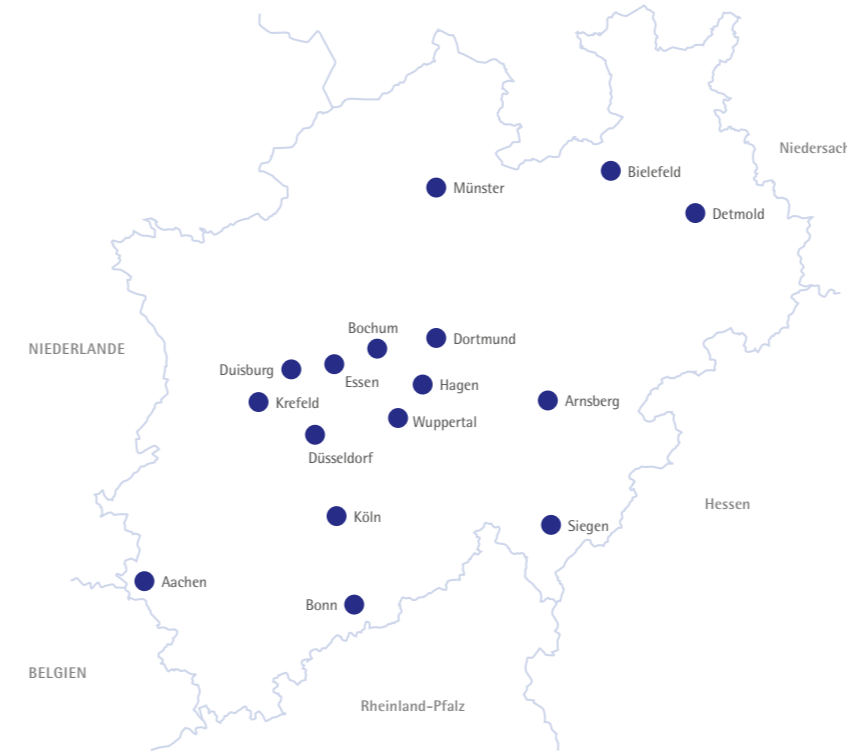 Niedersach
Bielefeld
Münster
Detmold
Bochum
Dortmund
NIEDERLANDE
Duisburg
Essen
Hagen
Krefeld
Arnsberg
Wuppertal
Düsseldorf
Hessen
Köln
Siegen
Aachen
Bonn
BELGIEN
Rheinland-Pfalz